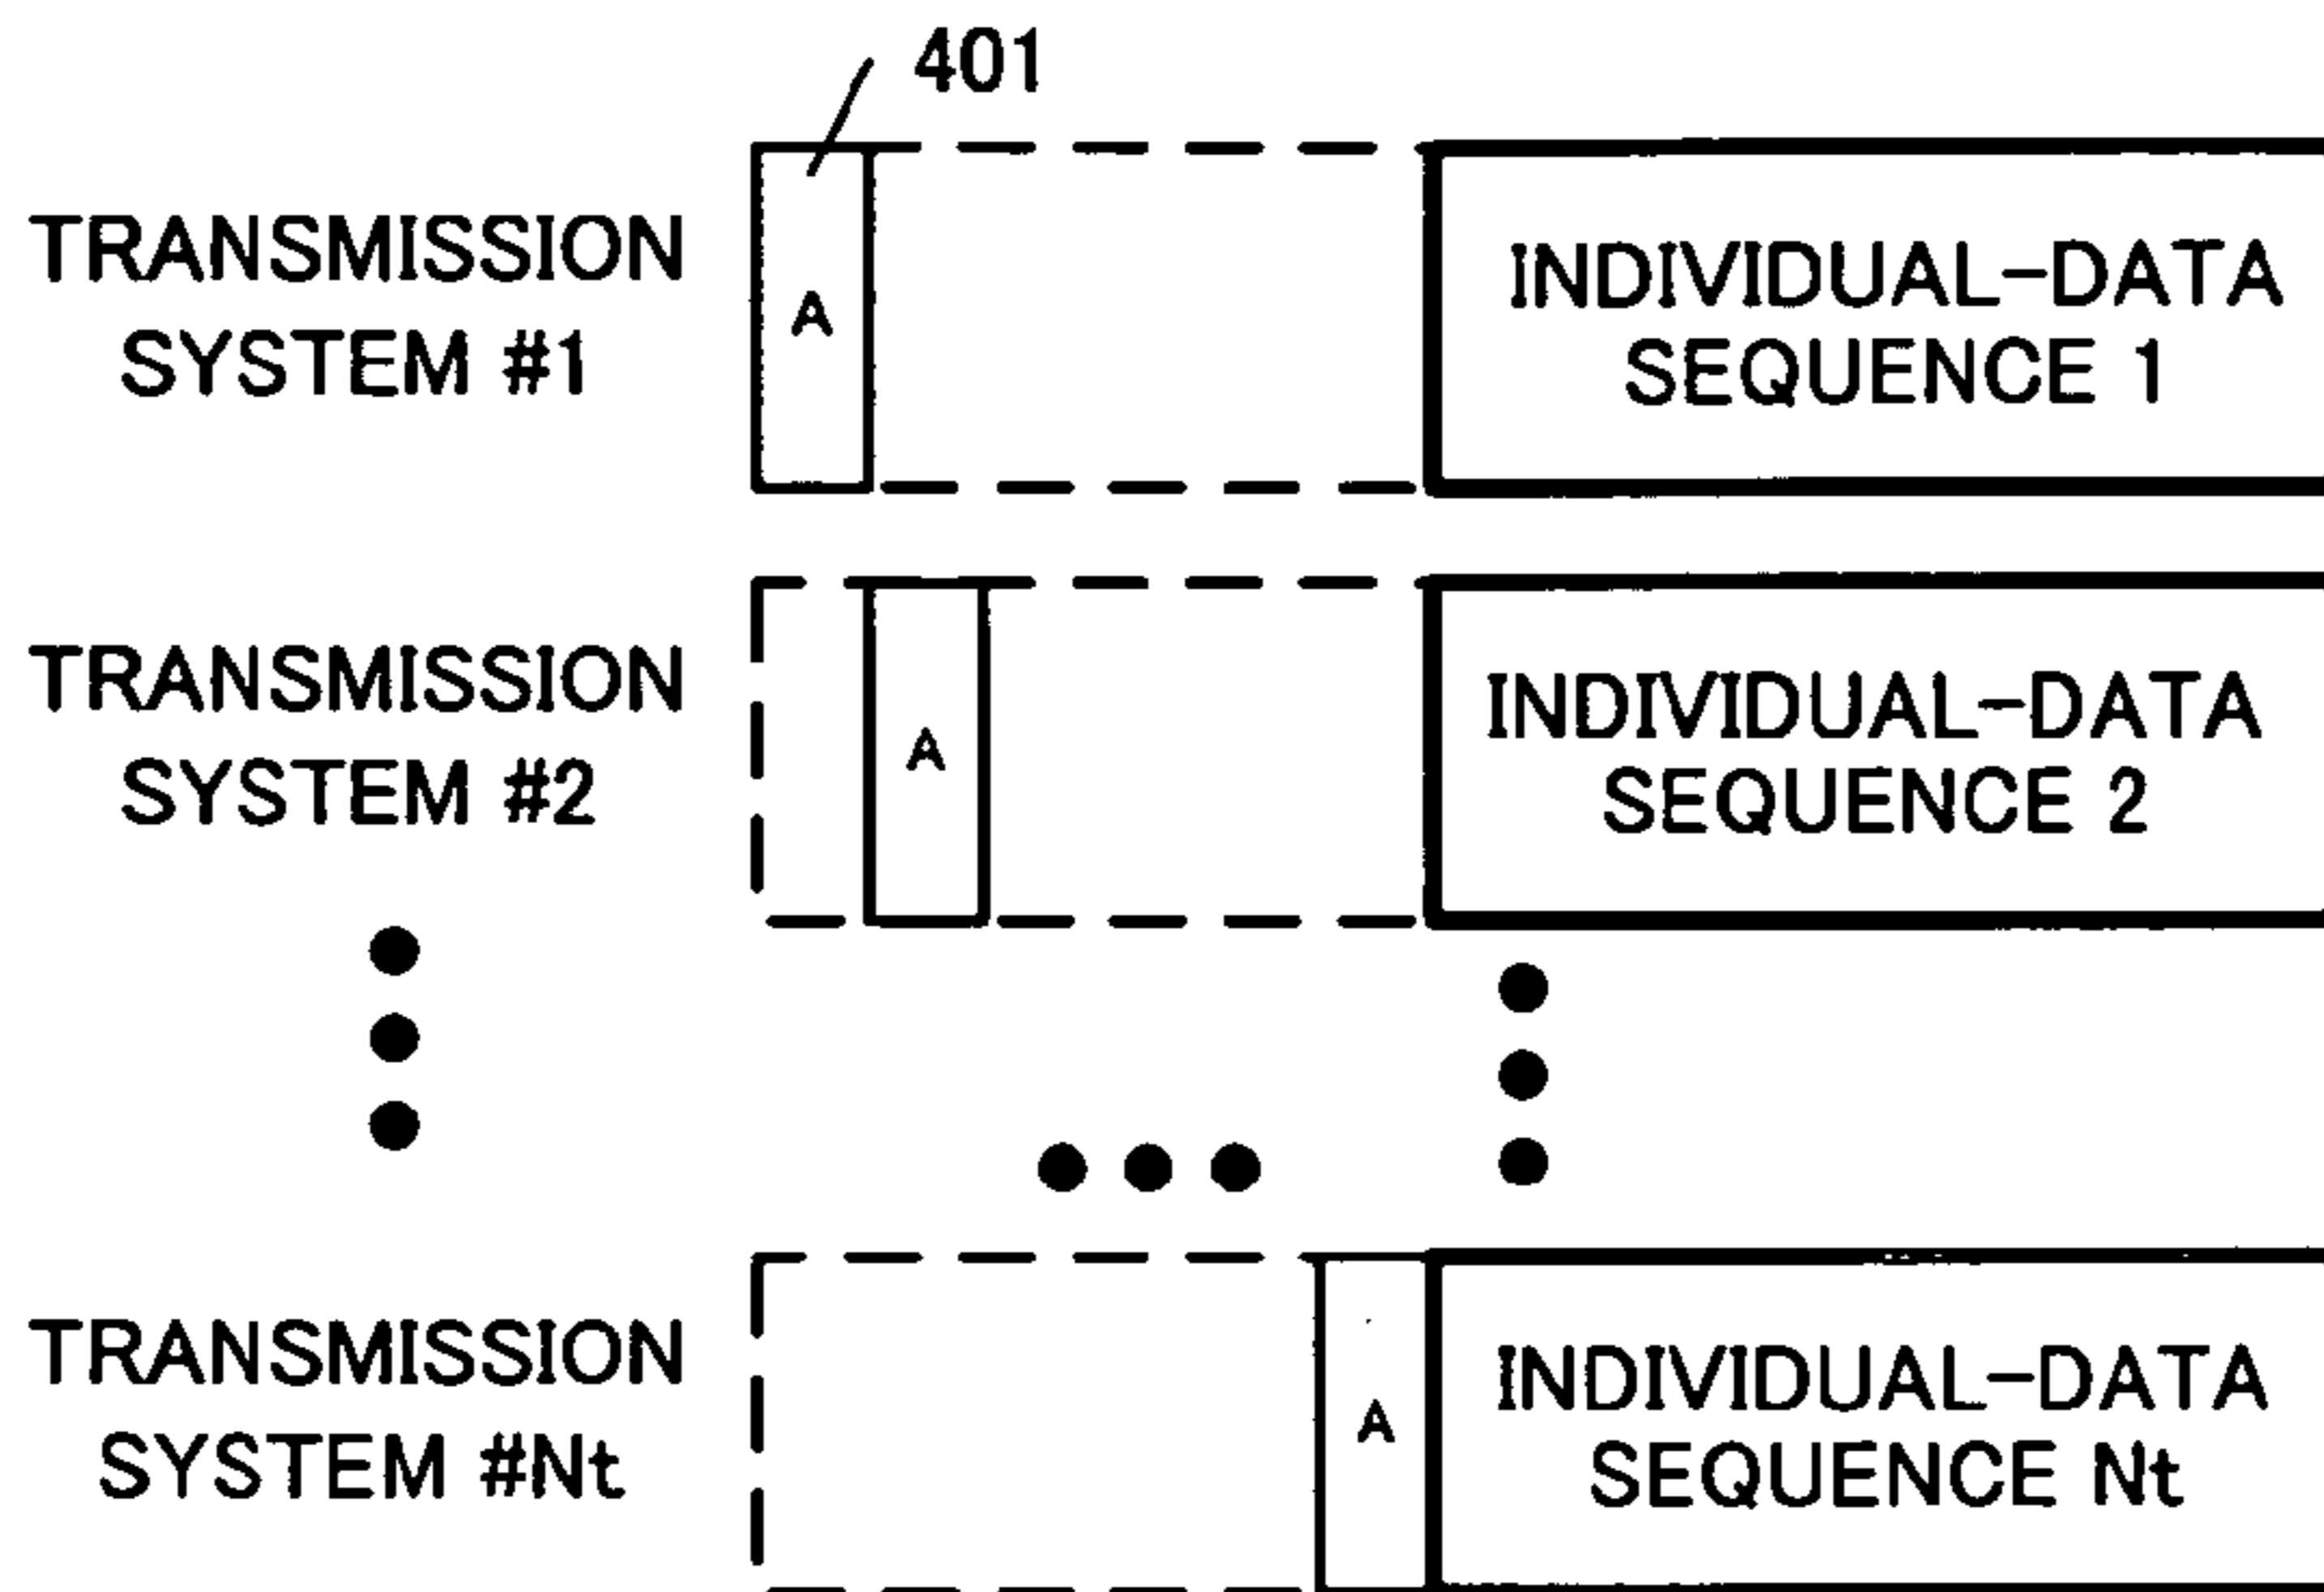 401
TRANSMISSION
SYSTEM #1
A
INDIVIDUAL-DATA
SEQUENCE 1
TRANSMISSION
SYSTEM #2
A
INDIVIDUAL-DATA
SEQUENCE 2
TRANSMISSION
SYSTEM #Nt
A
INDIVIDUAL-DATA
SEQUENCE Nt